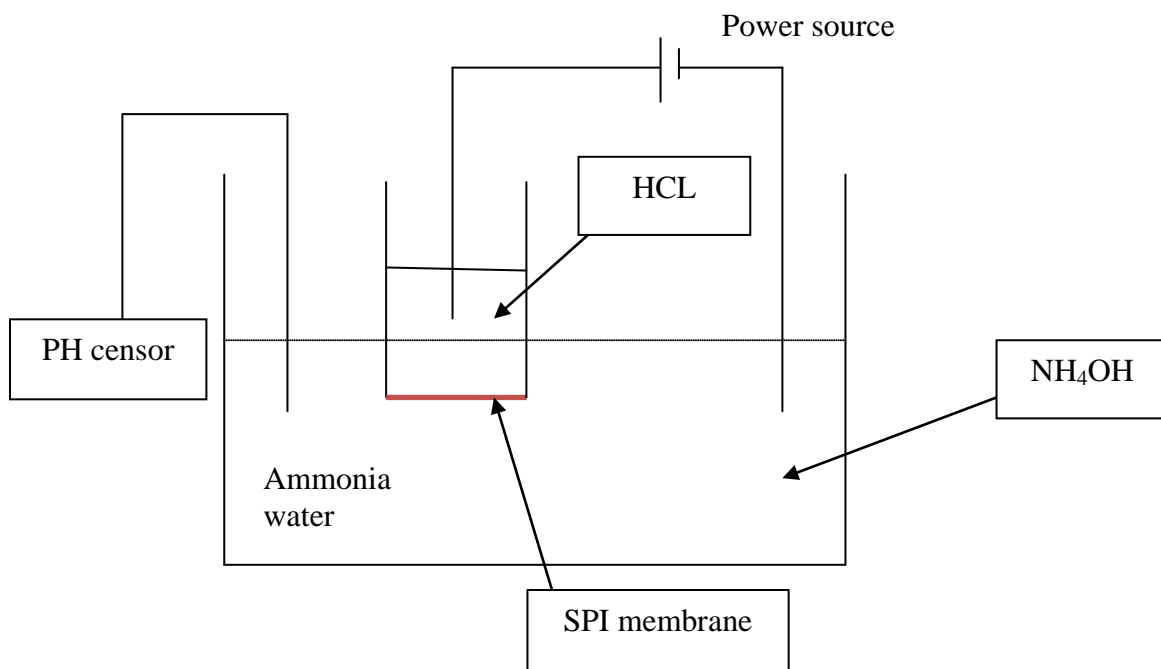 Power source
HCL
PH censor
NH₄OH
Ammonia
water
SPI membrane